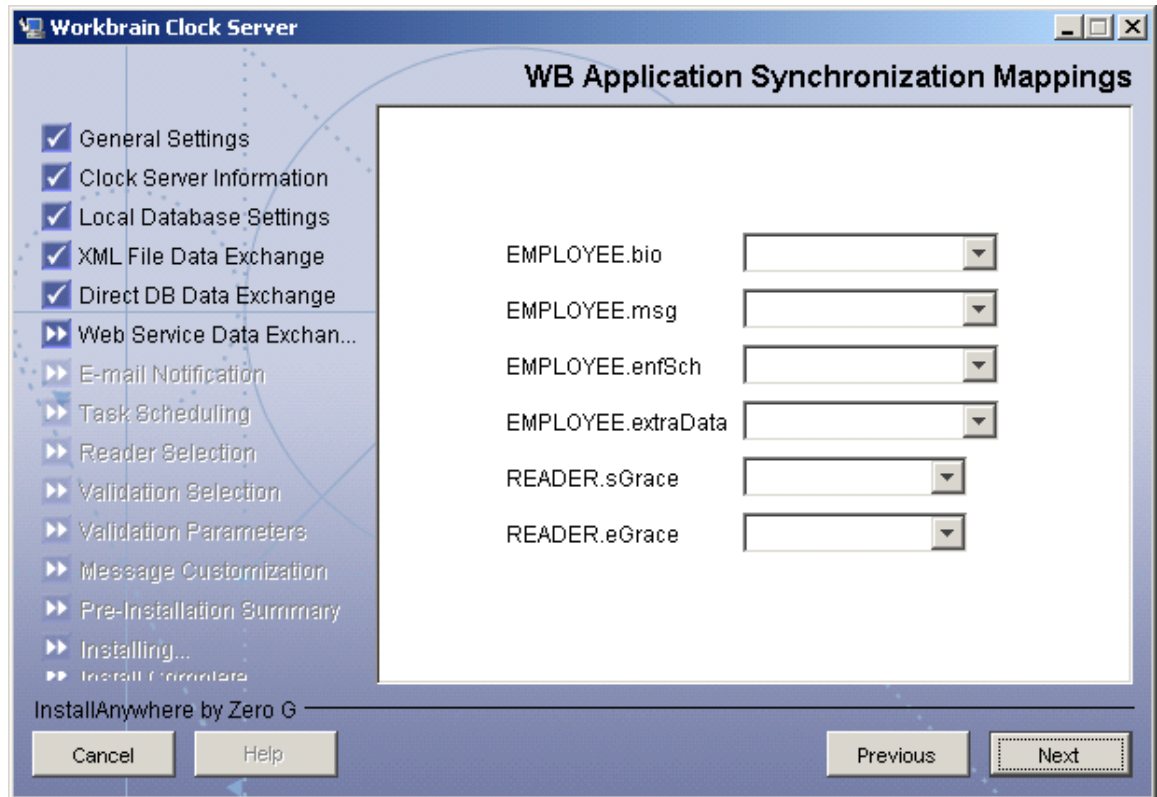 Workbrain Clock Server
WB Application Synchronization Mappings
General Settings
Clock Server Information
Local Database Settings
XML File Data Exchange
Direct DB Data Exchange
Web Service Data Exchan...
E-mail Notification
Task Scheduling
Reader Selection
Validation Selection
Validation Parameters
Message Customization
Pre-Installation Summary
Installing...
Install Complete
EMPLOYEE.bio
EMPLOYEE.msg
EMPLOYEE.enfSch
EMPLOYEE.extraData
READER.sGrace
READER.eGrace
InstallAnywhere by Zero G
Cancel
Help
Previous
Next